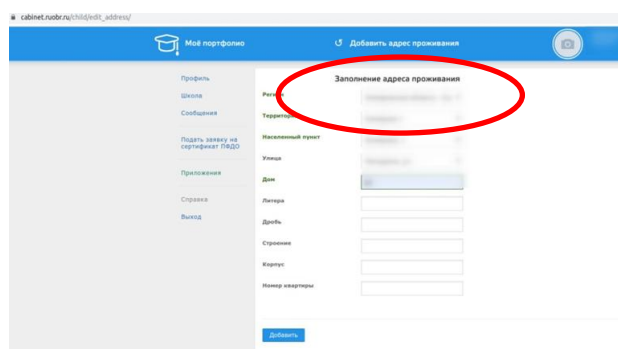 cabinet.ruobr.ru/child/edit_address/
Моё портфолио
Добавить адрес проживания
Профиль
Школа
Сообщения
Подать заявку на
сертификат ПФДО
Приложения
Справка
Выход
Заполнение адреса проживания
Населенный пункт
Улица
Дом
Литера
Дробь
Строение
Корпус
Номер квартиры
Добавить